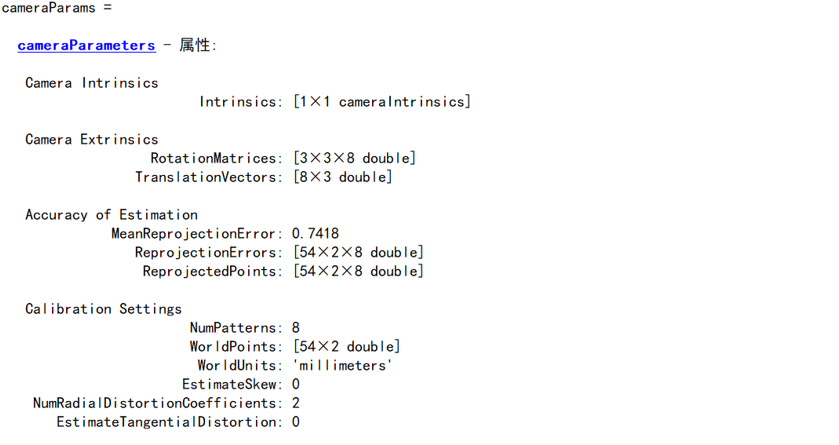 cameraParams =
cameraParameters - 属性:
Camera Intrinsics
Intrinsics: [1×1 cameraIntrinsics]
Camera Extrinsics
RotationMatrices: [3×3×8 double]
TranslationVectors: [8×3 double]
Accuracy of Estimation
MeanReprojectionError: 0.7418
ReprojectionErrors: [54×2×8 double]
ReprojectedPoints: [54×2×8 double]
Calibration Settings
NumPatterns: 8
WorldPoints: [54×2 double]
WorldUnits: 'millimeters'
EstimateSkew: 0
NumRadialDistortionCoefficients: 2
EstimateTangentialDistortion: 0